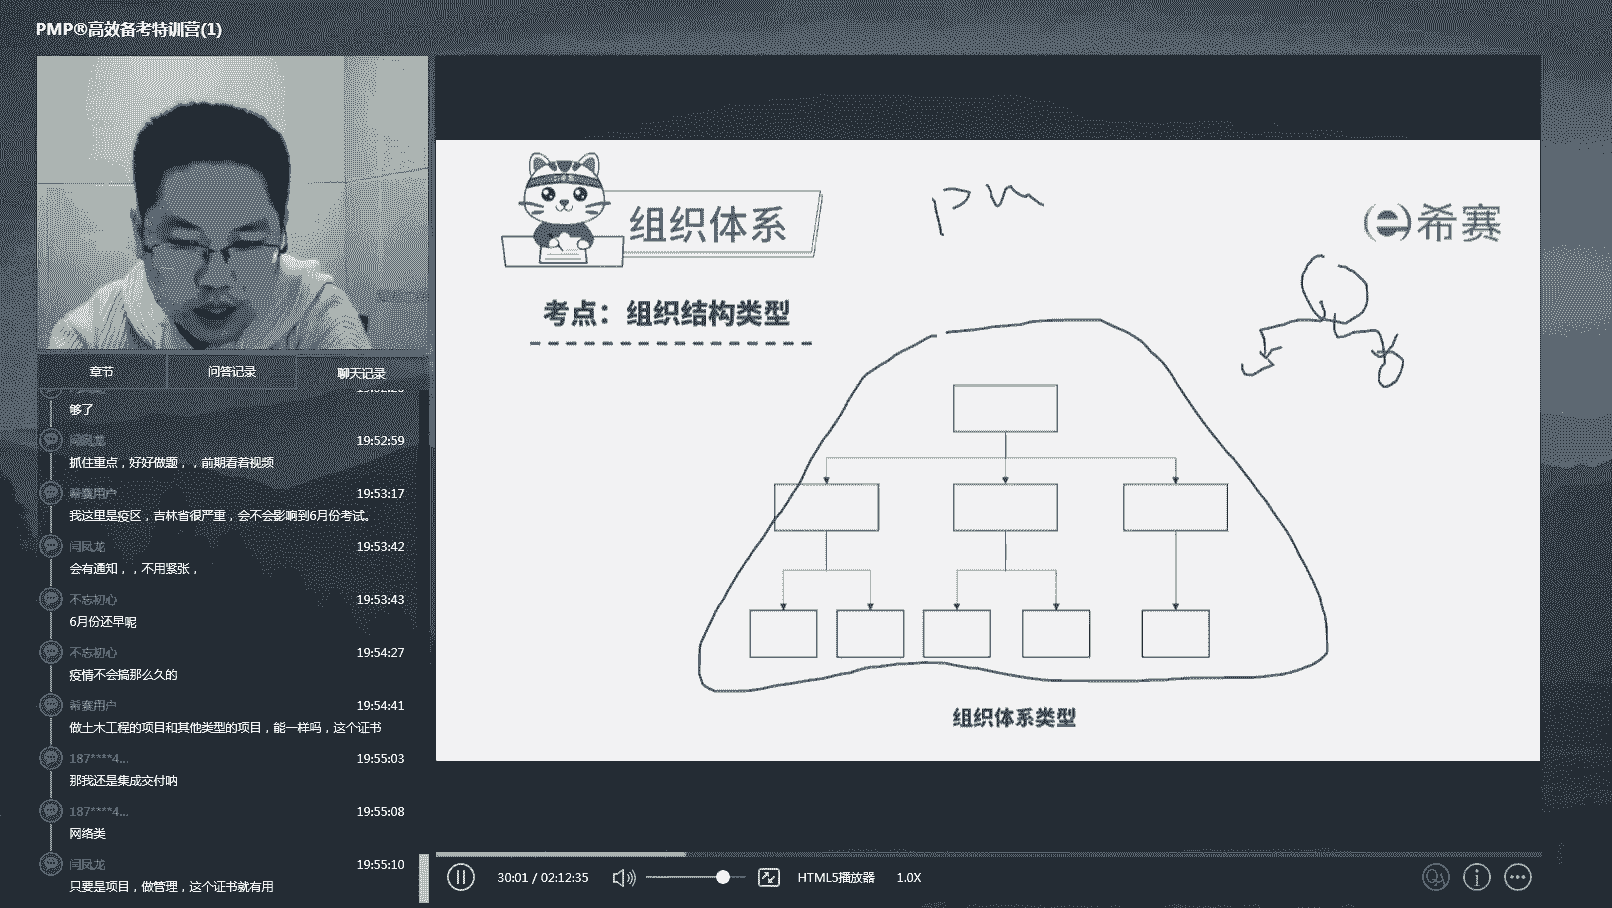 PMP®高效备考特训营(1)
章节
问答记录
聊天记录
够了
闫凤龙
19:52:59
抓住重点，好好做题，，前期看着视频
希赛用户
19:53:17
我这里是疫区，吉林省很严重，会不会影响到6月份考试。
闫凤龙
19:53:42
会有通知，，不用紧张，
不忘初心
19:53:43
6月份还早呢
不忘初心
19:54:27
疫情不会搞那么久的
希赛用户
19:54:41
做土木工程的项目和其他类型的项目，能一样吗，这个证书
187****4...
19:55:03
那我还是集成交付呐
187****4...
19:55:08
网络类
闫凤龙
19:55:10
只要是项目，做管理，这个证书就有用
组织体系
PM
希赛
考点：组织结构类型
组织体系类型
30:01 / 02:12:35
HTML5播放器
1.0X